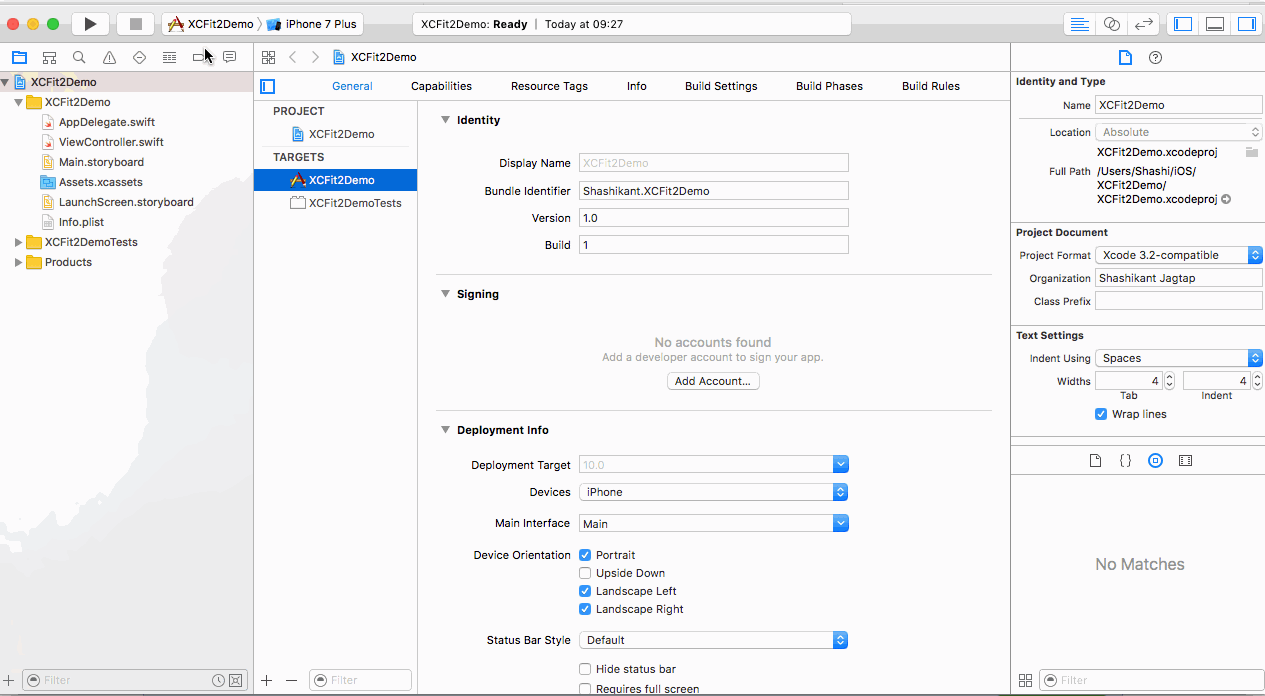 XCFit2Demo
iPhone 7 Plus
XCFit2Demo: Ready | Today at 09:27
XCFit2Demo
XCFit2Demo
General
Capabilities
Resource Tags
Info
Build Settings
Build Phases
Build Rules
XCFit2Demo
AppDelegate.swift
ViewController.swift
Main.storyboard
Assets.xcassets
LaunchScreen.storyboard
Info.plist
XCFit2DemoTests
Products
Filter
PROJECT
XCFit2Demo
TARGETS
XCFit2Demo
XCFit2DemoTests
Filter
Identity
Display Name XCFit2Demo
Bundle Identifier Shashikant.XCFit2Demo
Version 1.0
Build 1
Signing
No accounts found
Add a developer account to sign your app.
Add Account...
Deployment Info
Deployment Target 10.0
Devices iPhone
Main Interface Main
Device Orientation Portrait
Upside Down
Landscape Left
Landscape Right
Status Bar Style Default
Hide status bar
Requires full screen
Identity and Type
Name XCFit2Demo
Location Absolute
XCFit2Demo.xcodeproj
Full Path /Users/Shashi/iOS/
XCFit2Demo/
XCFit2Demo.xcodeproj
Project Document
Project Format Xcode 3.2-compatible
Organization Shashikant Jagtap
Class Prefix
Text Settings
Indent Using Spaces
Widths 4 4
Tab Indent
Wrap lines
{ }
No Matches
Filter